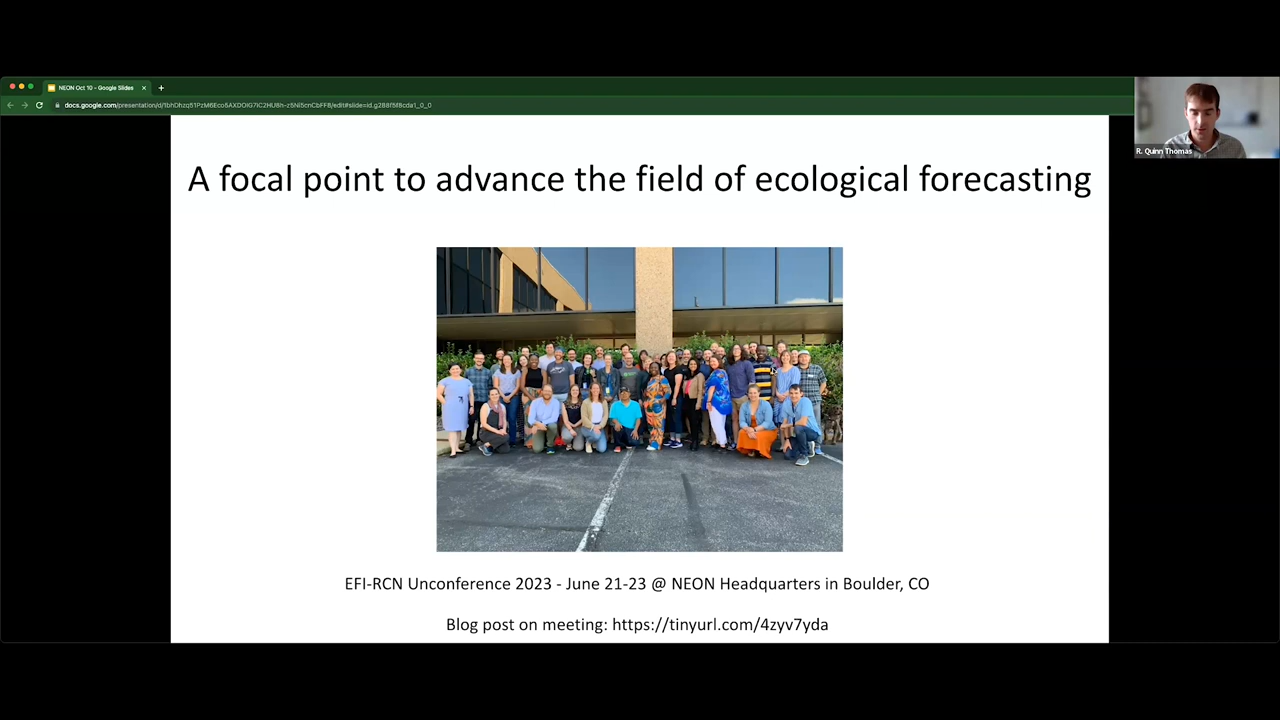 NEON Oct 10 - Google Slides
R. Quinn Thomas
A focal point to advance the field of ecological forecasting
EFI-RCN Unconference 2023 - June 21-23 @ NEON Headquarters in Boulder, CO
Blog post on meeting: https://tinyurl.com/4zyv7yda